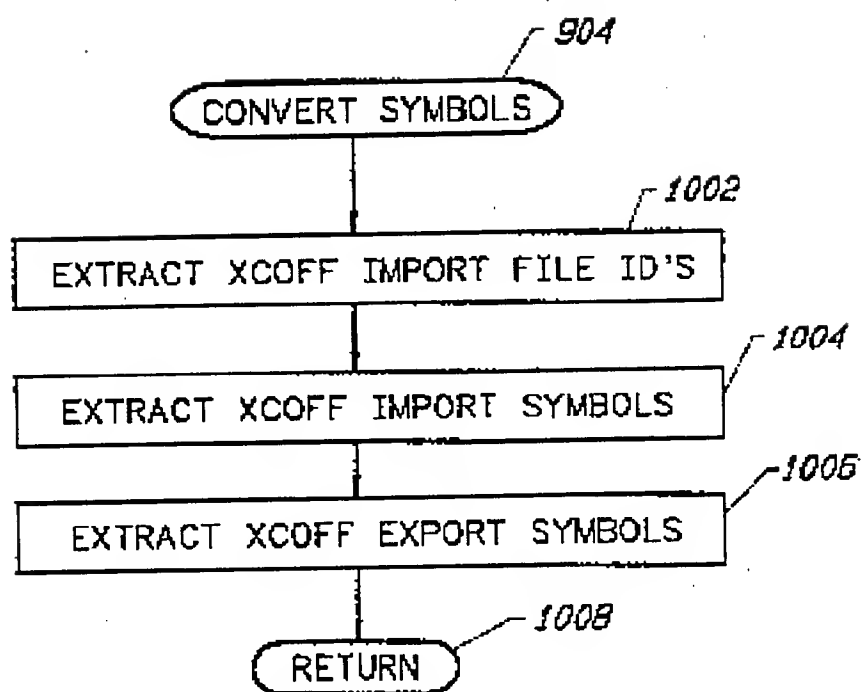 904
CONVERT SYMBOLS
1002
EXTRACT XCOFF IMPORT FILE ID'S
1004
EXTRACT XCOFF IMPORT SYMBOLS
1006
EXTRACT XCOFF EXPORT SYMBOLS
1008
RETURN